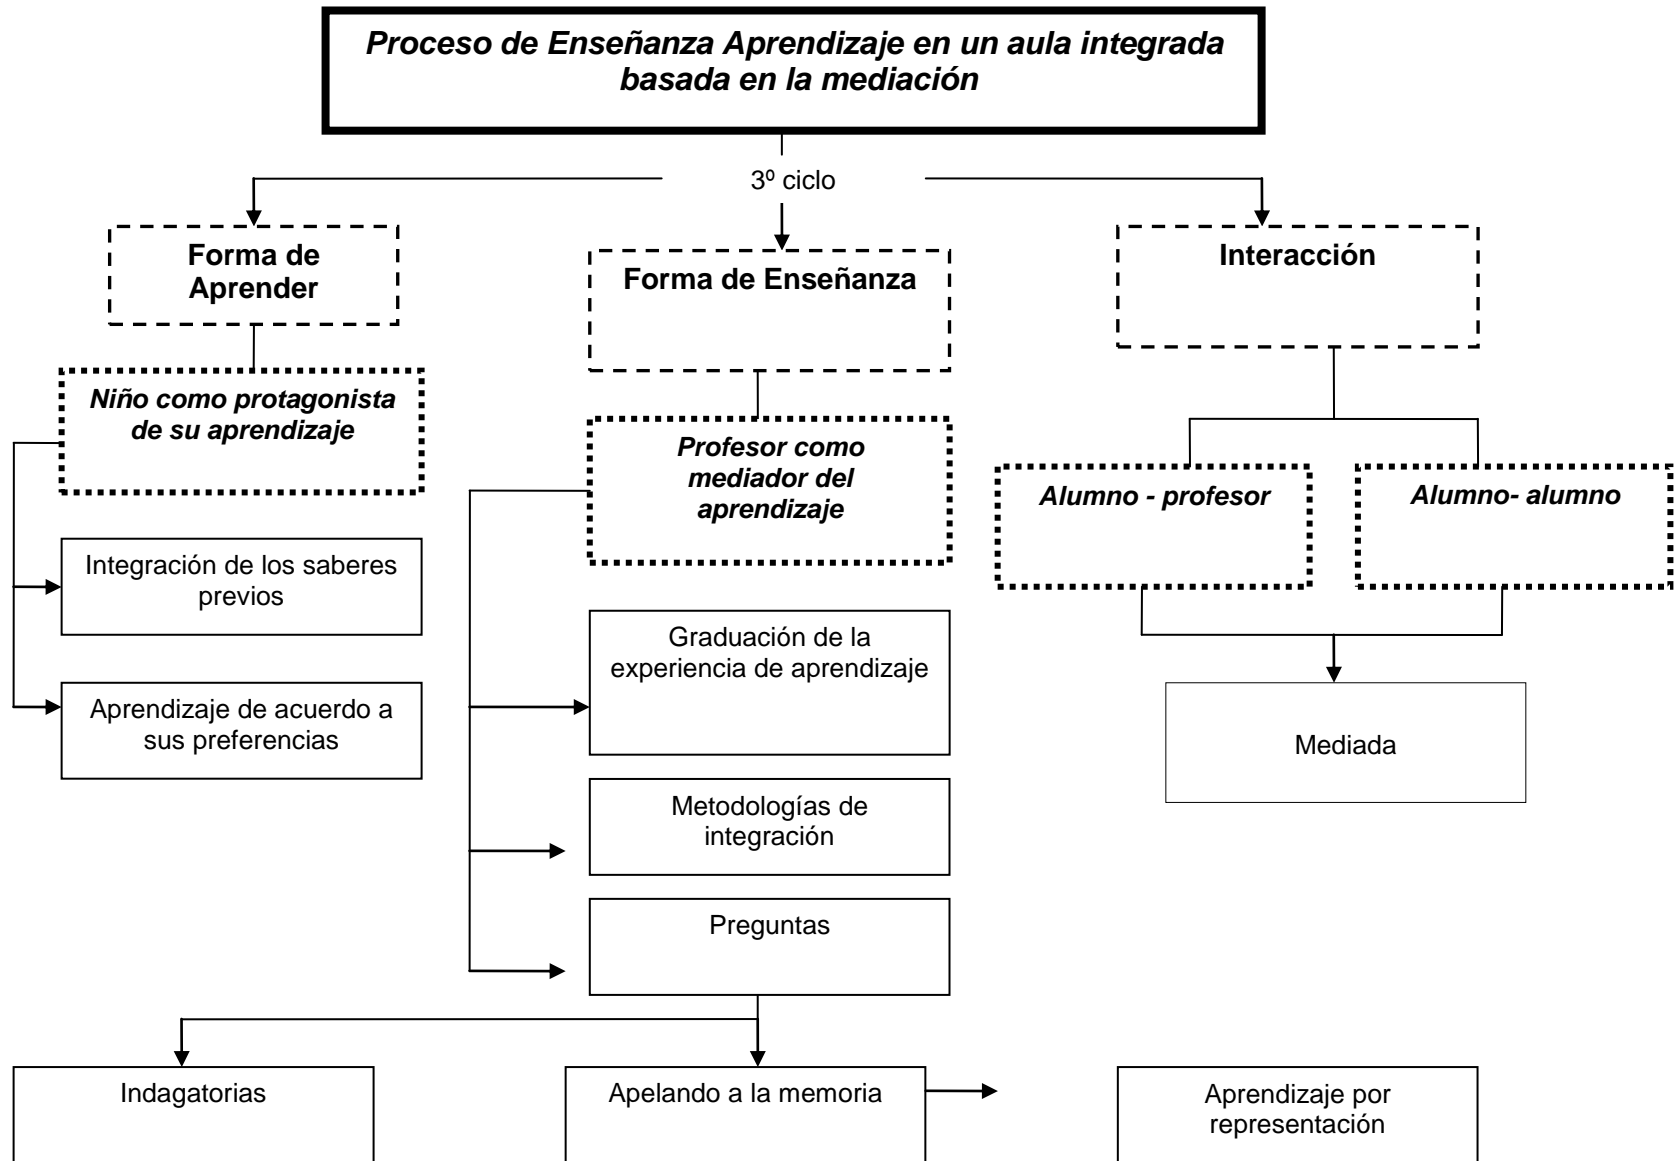 Proceso de Enseñanza Aprendizaje en un aula integrada
basada en la mediación
3º ciclo
Forma de
Aprender
Forma de Enseñanza
Interacción
Niño como protagonista
de su aprendizaje
Profesor como
mediador del
aprendizaje
Alumno - profesor
Alumno- alumno
Integración de los saberes
previos
Graduación de la
experiencia de aprendizaje
Aprendizaje de acuerdo a
sus preferencias
Mediada
Metodologías de
integración
Preguntas
Indagatorias
Apelando a la memoria
Aprendizaje por
representación